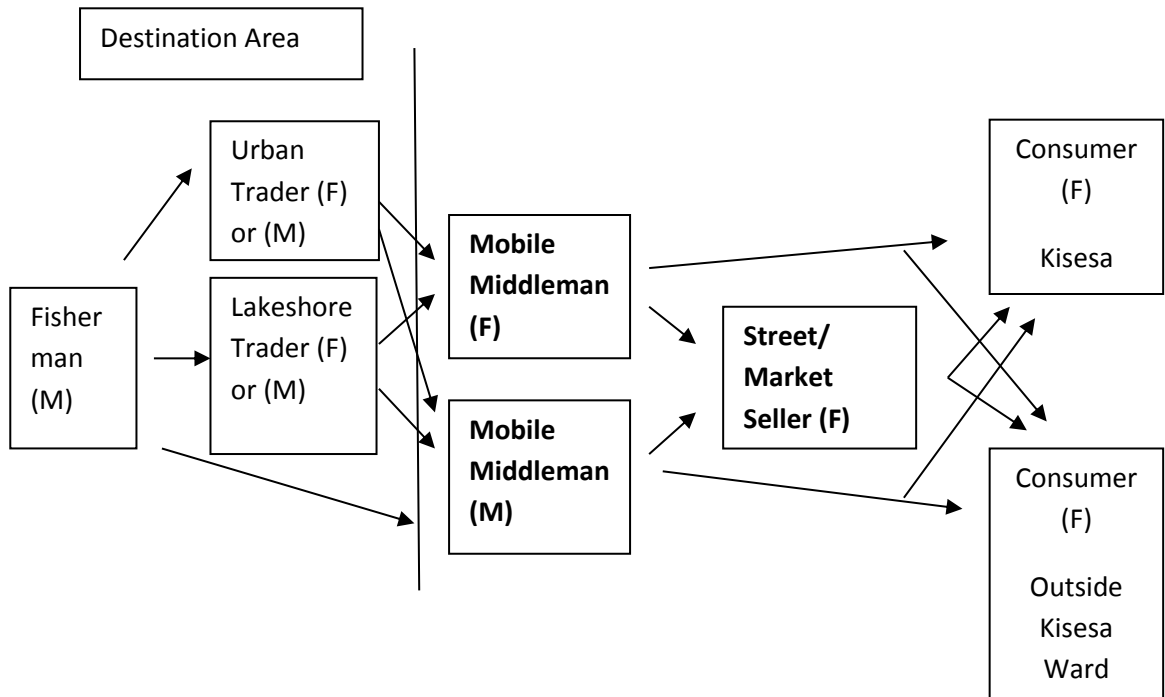 Destination Area
Urban
Trader (F)
or (M)
Lakeshore
Trader (F)
or (M)
Fisher
man
(M)
Mobile
Middleman
(F)
Mobile
Middleman
(M)
Street/
Market
Seller (F)
Consumer
(F)
Kisesa
Consumer
(F)
Outside
Kisesa
Ward